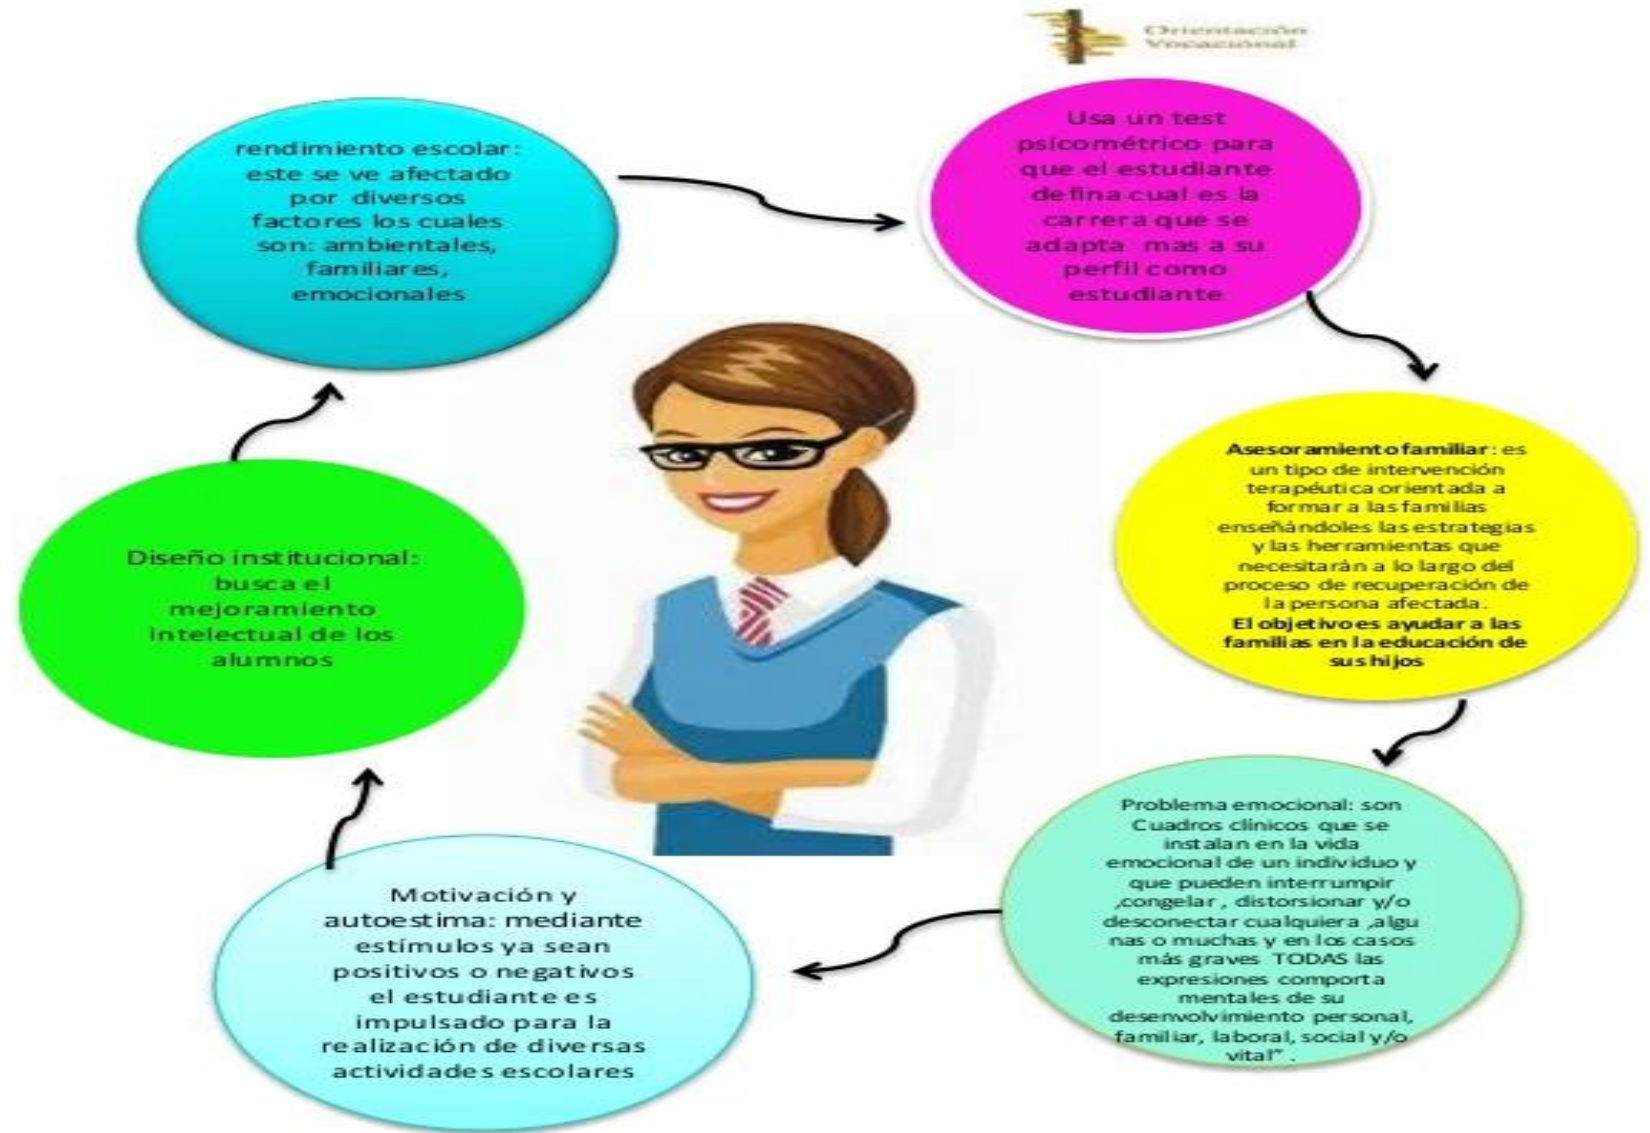 Orientación
Vocacional
rendimiento escolar:
este se ve afectado
por diversos
factores los cuales
son: ambientales,
familiares,
emocionales
Usa un test
psicométrico para
que el estudiante
defina cual es la
carrera que se
adapta mas a su
perfil como
estudiante
Asesoramiento familiar: es
un tipo de intervención
terapéutica orientada a
formar a las familias
enseñándoles las estrategias
y las herramientas que
necesitarán a lo largo del
proceso de recuperación de
la persona afectada.
El objetivo es ayudar a las
familias en la educación de
sus hijos
Problema emocional: son
Cuadros clínicos que se
instalan en la vida
emocional de un individuo y
que pueden interrumpir
,congelar , distorsionar y/o
desconectar cualquiera ,algu
nas o muchas y en los casos
más graves TODAS las
expresiones comporta
mentales de su
desenvolvimiento personal,
familiar, laboral, social y/o
vital” .
Motivación y
autoestima: mediante
estímulos ya sean
positivos o negativos
el estudiante es
impulsado para la
realización de diversas
actividades escolares
Diseño institucional:
busca el
mejoramiento
intelectual de los
alumnos